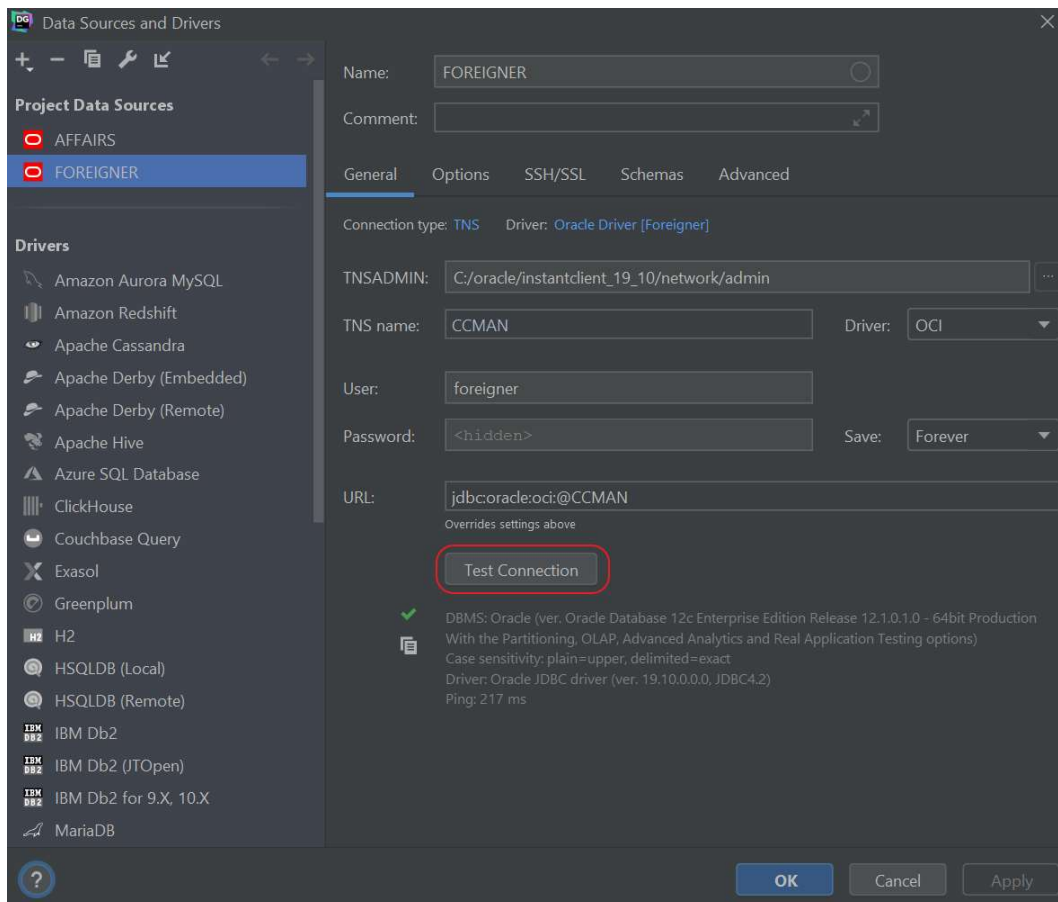 DG Data Sources and Drivers
Project Data Sources
AFFAIRS
FOREIGNER
Drivers
Amazon Aurora MySQL
Amazon Redshift
Apache Cassandra
Apache Derby (Embedded)
Apache Derby (Remote)
Apache Hive
Azure SQL Database
ClickHouse
Couchbase Query
Exasol
Greenplum
H2 H2
HSQLDB (Local)
HSQLDB (Remote)
IBM DB2 IBM Db2
IBM DB2 IBM Db2 (JTOpen)
IBM DB2 IBM Db2 for 9.X, 10.X
MariaDB
?
Name: FOREIGNER
Comment:
General Options SSH/SSL Schemas Advanced
Connection type: TNS Driver: Oracle Driver [Foreigner]
TNSADMIN: C:/oracle/instantclient_19_10/network/admin ...
TNS name: CCMAN Driver: OCI
User: foreigner
Password: <hidden> Save: Forever
URL: jdbc:oracle:oci:@CCMAN
Overrides settings above
Test Connection
DBMS: Oracle (ver. Oracle Database 12c Enterprise Edition Release 12.1.0.1.0 - 64bit Production
With the Partitioning, OLAP, Advanced Analytics and Real Application Testing options)
Case sensitivity: plain=upper, delimited=exact
Driver: Oracle JDBC driver (ver. 19.10.0.0.0, JDBC4.2)
Ping: 217 ms
OK Cancel Apply